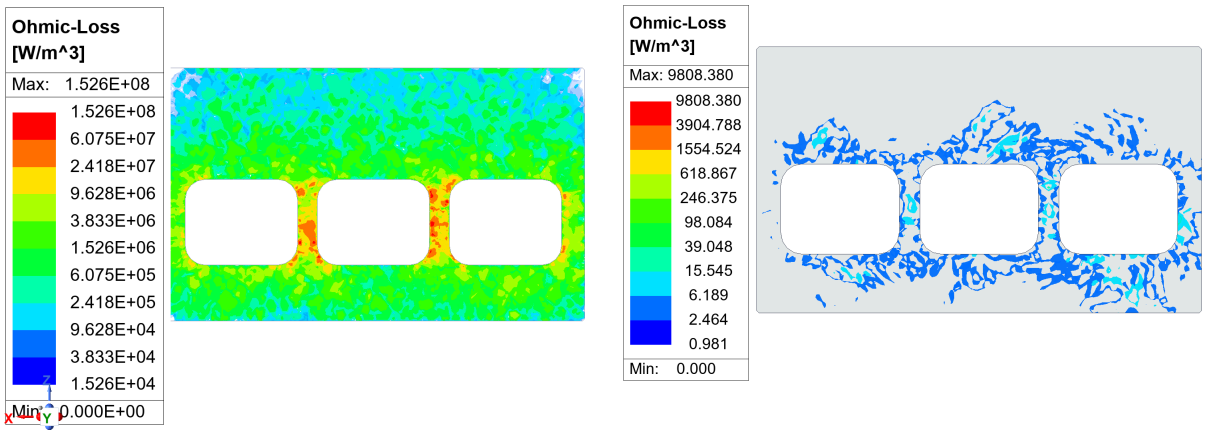 Ohmic-Loss
[W/m^3]
Max: 1.526E+08
1.526E+08
6.075E+07
2.418E+07
9.628E+06
3.833E+06
1.526E+06
6.075E+05
2.418E+05
9.628E+04
3.833E+04
1.526E+04
Z
Min: 0.000E+00
X
Y
Ohmic-Loss
[W/m^3]
Max: 9808.380
9808.380
3904.788
1554.524
618.867
246.375
98.084
39.048
15.545
6.189
2.464
0.981
Min: 0.000